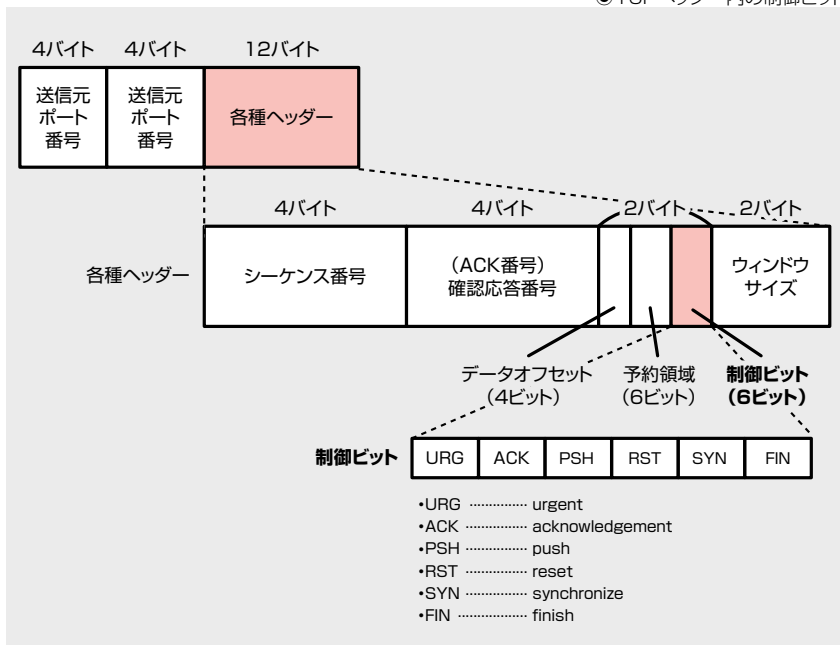 4バイト 4バイト 12バイト
送信元
ポート
番号
送信元
ポート
番号
各種ヘッダー
4バイト 4バイト 2バイト 2バイト
各種ヘッダー
シーケンス番号
(ACK番号)
確認応答番号
ウィンドウ
サイズ
データオフセット
(4ビット)
予約領域
(6ビット)
制御ビット
(6ビット)
制御ビット URG ACK PSH RST SYN FIN
•URG ............... urgent
•ACK ................ acknowledgement
•PSH ................ push
•RST ................ reset
•SYN ................ synchronize
•FIN .................. finish